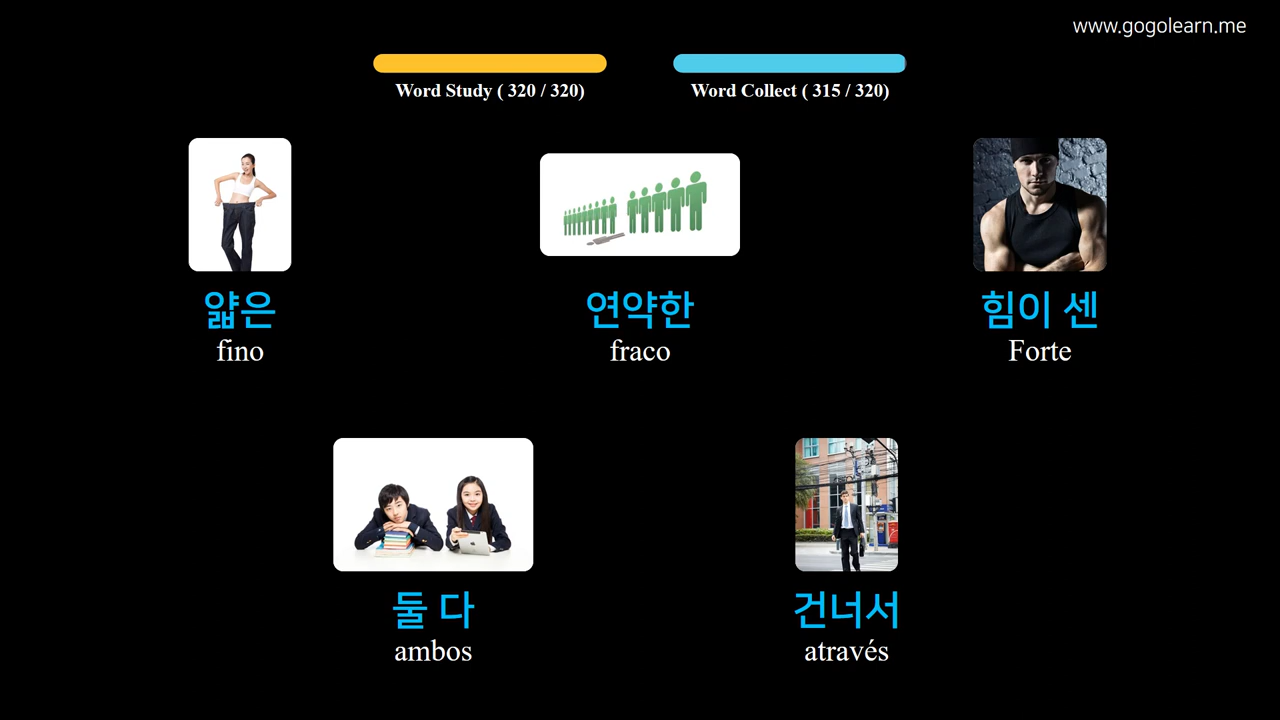 www.gogolearn.me
Word Study ( 320 / 320)
Word Collect ( 315 / 320)
얇은
fino
연약한
fraco
힘이 센
Forte
둘 다
ambos
건너서
através